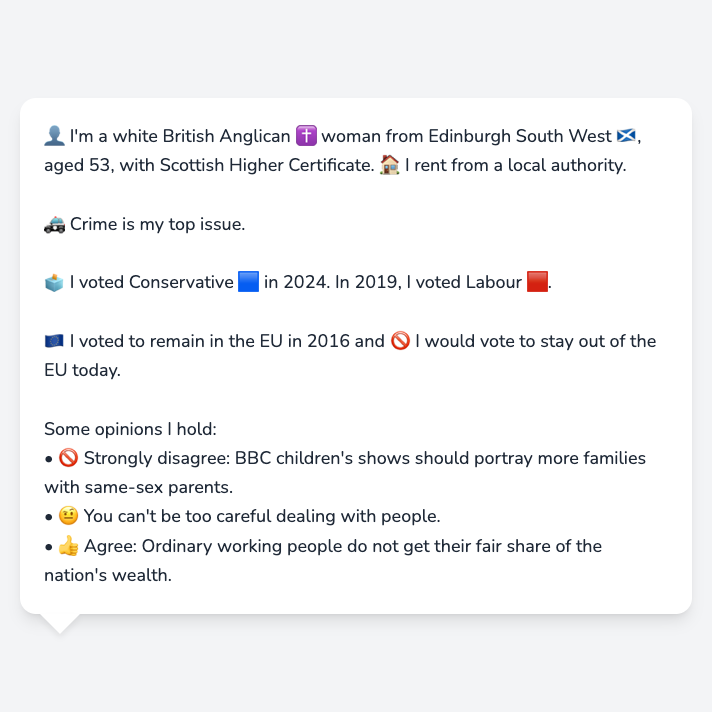 👤 I'm a white British Anglican ✝️ woman from Edinburgh South West 🏴󠁧󠁢󠁳󠁣󠁴󠁿,
aged 53, with Scottish Higher Certificate. 🏠 I rent from a local authority.
🚓 Crime is my top issue.
🗳️ I voted Conservative 🟦 in 2024. In 2019, I voted Labour 🟥.
🇪🇺 I voted to remain in the EU in 2016 and 🚫 I would vote to stay out of the
EU today.
Some opinions I hold:
• 🚫 Strongly disagree: BBC children's shows should portray more families
with same-sex parents.
• 🤨 You can't be too careful dealing with people.
• 👍 Agree: Ordinary working people do not get their fair share of the
nation's wealth.